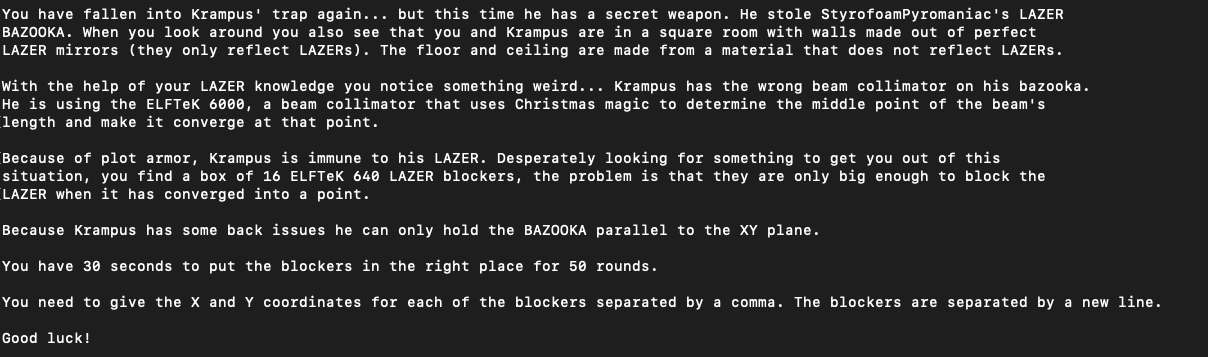 You have fallen into Krampus' trap again... but this time he has a secret weapon. He stole StyrofoamPyromaniac's LAZER
BAZOOKA. When you look around you also see that you and Krampus are in a square room with walls made out of perfect
LAZER mirrors (they only reflect LAZERs). The floor and ceiling are made from a material that does not reflect LAZERs.

With the help of your LAZER knowledge you notice something weird... Krampus has the wrong beam collimator on his bazooka.
He is using the ELFTeK 6000, a beam collimator that uses Christmas magic to determine the middle point of the beam's
length and make it converge at that point.

Because of plot armor, Krampus is immune to his LAZER. Desperately looking for something to get you out of this
situation, you find a box of 16 ELFTeK 640 LAZER blockers, the problem is that they are only big enough to block the
LAZER when it has converged into a point.

Because Krampus has some back issues he can only hold the BAZOOKA parallel to the XY plane.

You have 30 seconds to put the blockers in the right place for 50 rounds.

You need to give the X and Y coordinates for each of the blockers separated by a comma. The blockers are separated by a new line.

Good luck!